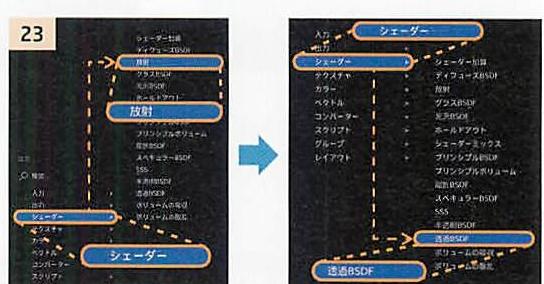 23
シェーダー加算
ディフューズBSDF
放射
グラスBSDF
光沢BSDF
ホールドアウト
放射
プリンシプルBSDF
プリンシプルボリューム
屈折BSDF
スペキュラーBSDF
SSS
半透明BSDF
透過BSDF
ボリュームの吸収
ボリュームの散乱
検索
入力
出力
シェーダー
テクスチャ
カラー
ベクトル
コンバーター
スクリプト
シェーダー
入力
シェーダー
出力
シェーダー
テクスチャ
カラー
ベクトル
コンバーター
スクリプト
グループ
レイアウト
シェーダー加算
ディフューズBSDF
放射
グラスBSDF
光沢BSDF
ホールドアウト
シェーダーミックス
プリンシプルBSDF
プリンシプルボリューム
屈折BSDF
スペキュラーBSDF
SSS
半透明BSDF
透過BSDF
ボリュームの吸収
ボリュームの散乱
透過BSDF